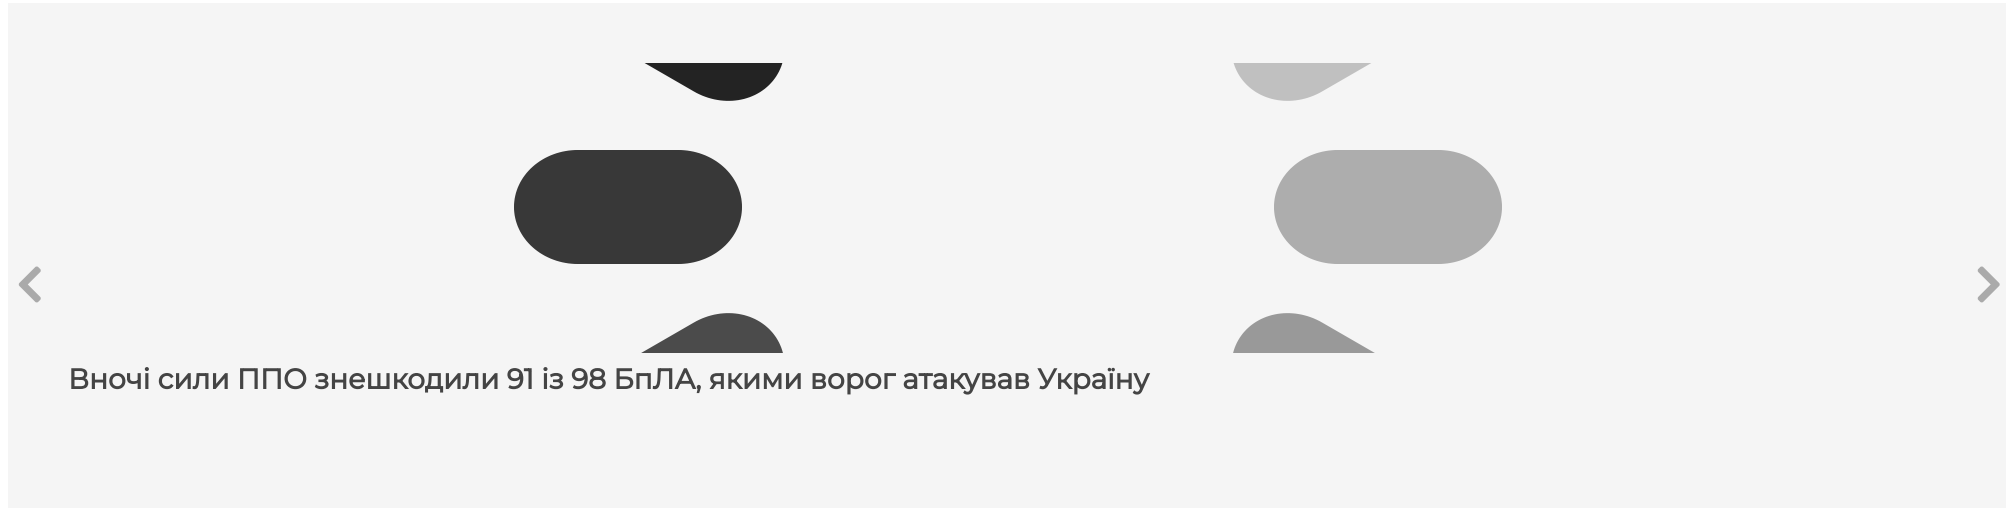 Вночі сили ППО знешкодили 91 із 98 БпЛА, якими ворог атакував Україну